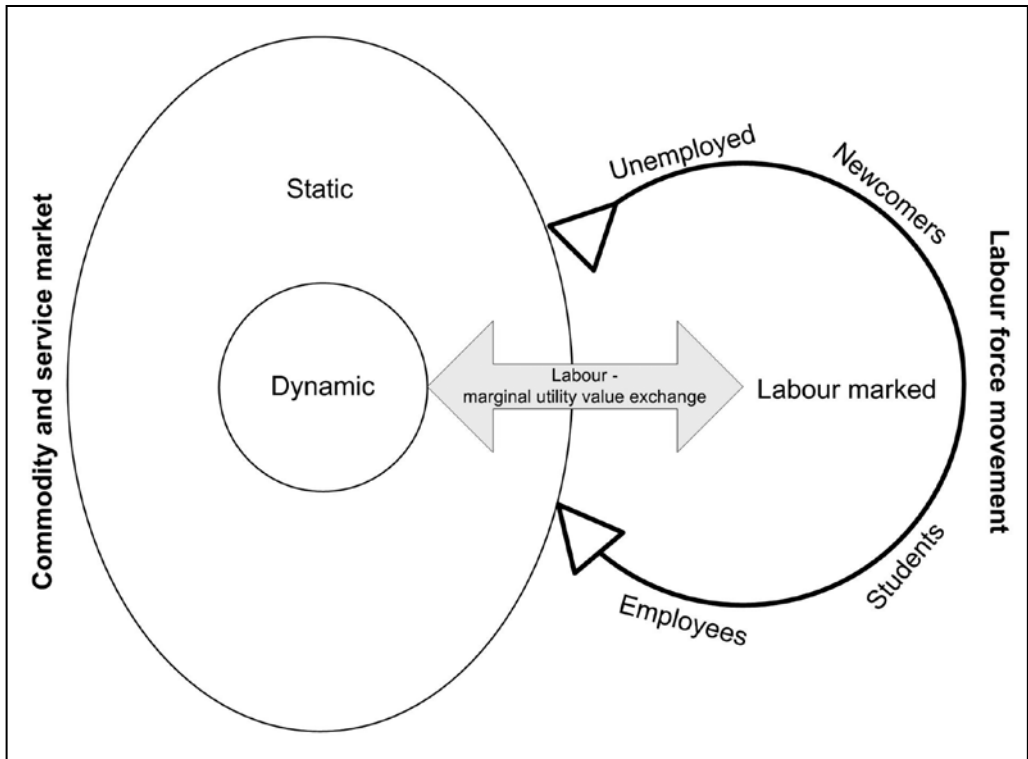 Commodity and service market
Static
Dynamic
Labour -
marginal utility value exchange
Unemployed
Newcomers
Labour marked
Students
Employees
Labour force movement